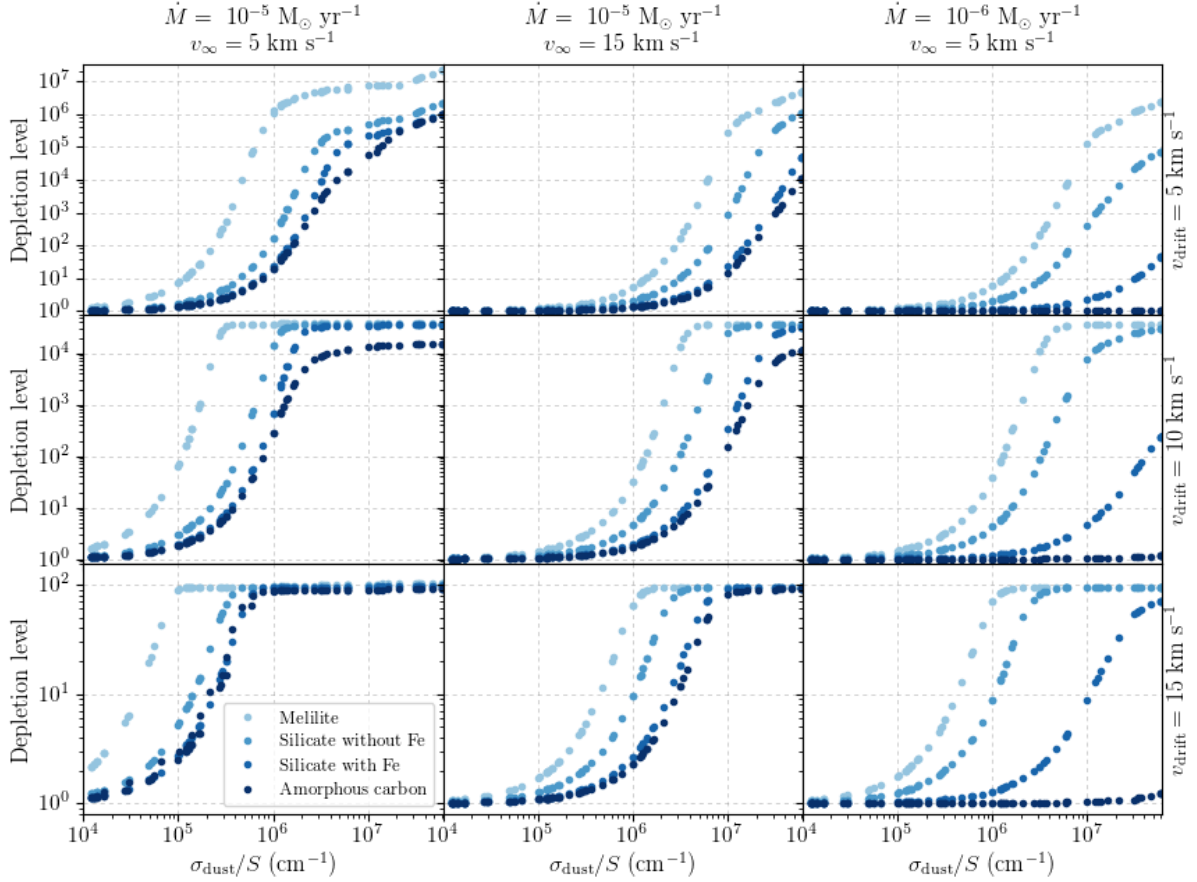 Ṁ = 10⁻⁵ M⊙ yr⁻¹
v∞ = 5 km s⁻¹
Ṁ = 10⁻⁵ M⊙ yr⁻¹
v∞ = 15 km s⁻¹
Ṁ = 10⁻⁶ M⊙ yr⁻¹
v∞ = 5 km s⁻¹
Depletion level
10⁷
10⁶
10⁵
10⁴
10³
10²
10¹
10⁰
v_drift = 5 km s⁻¹
Depletion level
10⁴
10³
10²
10¹
10⁰
v_drift = 10 km s⁻¹
Depletion level
10²
10¹
10⁰
v_drift = 15 km s⁻¹
Melilite
Silicate without Fe
Silicate with Fe
Amorphous carbon
10⁴ 10⁵ 10⁶ 10⁷ 10⁴ 10⁵ 10⁶ 10⁷ 10⁴ 10⁵ 10⁶ 10⁷
σ_dust/S (cm⁻¹) σ_dust/S (cm⁻¹) σ_dust/S (cm⁻¹)